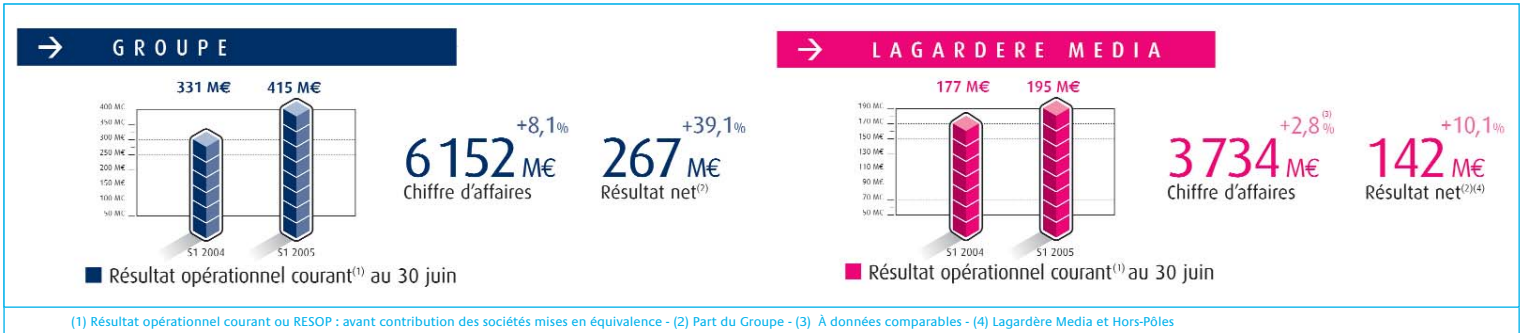 → GROUPE
331 M€ 415 M€
400 M€
350 M€
300 M€
250 M€
200 M€
150 M€
100 M€
50 M€
S1 2004 S1 2005
Résultat opérationnel courant(1) au 30 juin
+8,1%
6 152 M€
Chiffre d'affaires
+39,1%
267 M€
Résultat net(2)
→ LAGARDERE MEDIA
177 M€ 195 M€
190 M€
170 M€
150 M€
130 M€
110 M€
90 M€
70 M€
50 M€
S1 2004 S1 2005
Résultat opérationnel courant(1) au 30 juin
+2,8%(3)
3 734 M€
Chiffre d'affaires
+10,1%
142 M€
Résultat net(2)(4)
(1) Résultat opérationnel courant ou RESOP : avant contribution des sociétés mises en équivalence - (2) Part du Groupe - (3) À données comparables - (4) Lagardère Media et Hors-Pôles